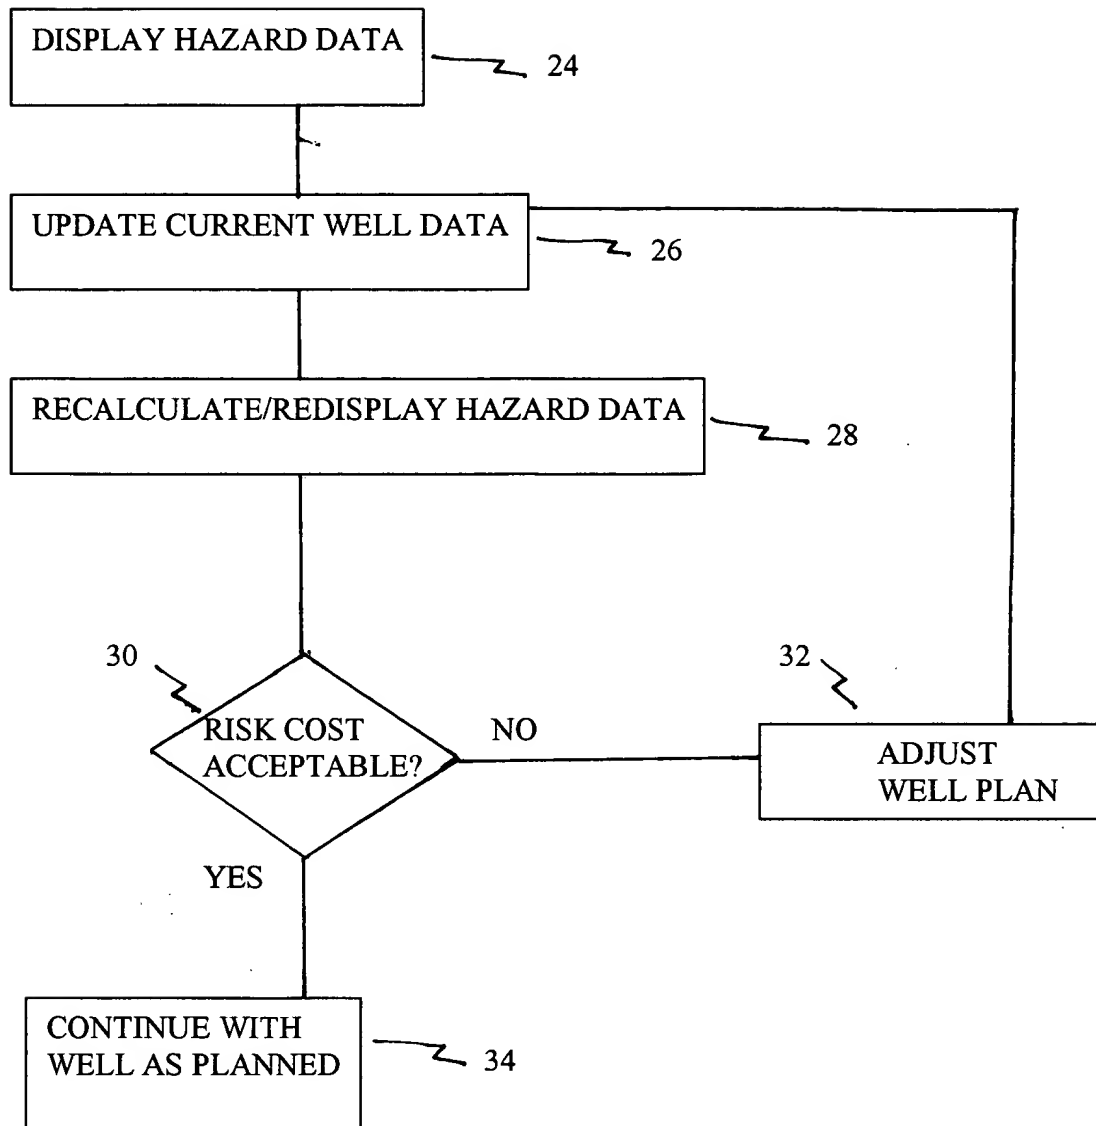 DISPLAY HAZARD DATA
24
UPDATE CURRENT WELL DATA
26
RECALCULATE/REDISPLAY HAZARD DATA
28
30
32
RISK COST
ACCEPTABLE?
NO
ADJUST
WELL PLAN
YES
CONTINUE WITH
WELL AS PLANNED
34